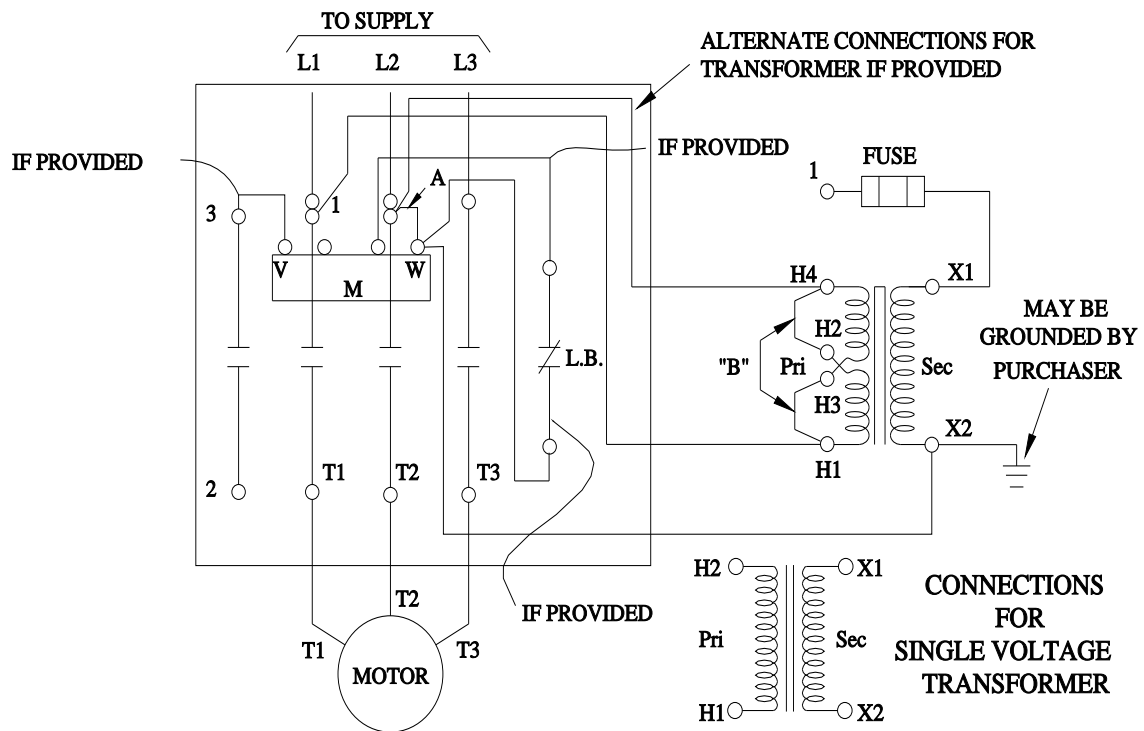 TO SUPPLY
L1 L2 L3
ALTERNATE CONNECTIONS FOR
TRANSFORMER IF PROVIDED
IF PROVIDED
IF PROVIDED
A
1
FUSE
3
1
V
W
M
H4
X1
MAY BE
GROUNDED BY
PURCHASER
H2
L.B.
"B"
Pri
Sec
H3
X2
H1
2
T1
T2
T3
IF PROVIDED
T2
T1
T3
MOTOR
H2
X1
Pri
Sec
H1
X2
CONNECTIONS
FOR
SINGLE VOLTAGE
TRANSFORMER